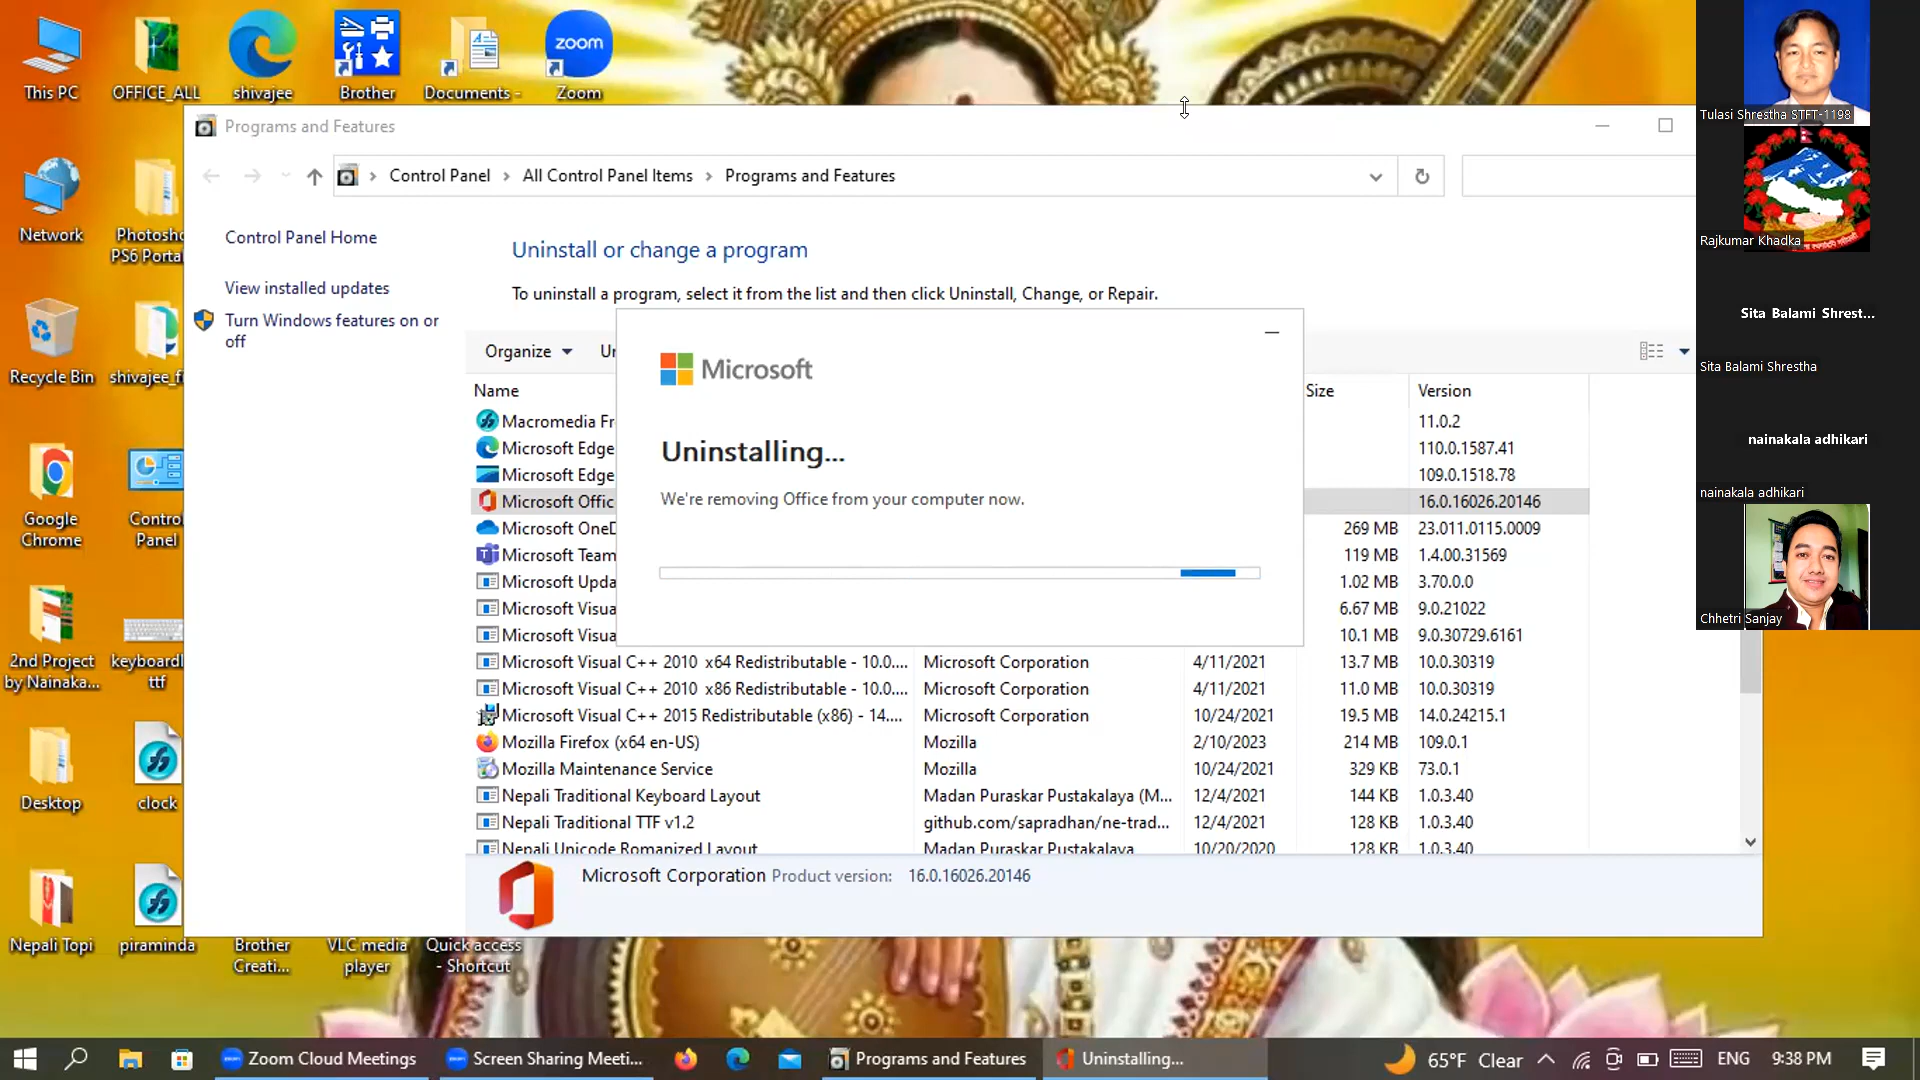 This PC
OFFICE_ALL
shivajee
Brother
Documents -
zoom
Zoom
Network
Photosho
PS6 Porta
Recycle Bin
shivajee_f
Google
Chrome
Control
Panel
2nd Project
by Nainaka...
keyboardl
ttf
Desktop
clock
Nepali Topi
piraminda
Brother
Creati...
VLC media
player
Quick access
- Shortcut
Programs and Features
Control Panel
All Control Panel Items
Programs and Features
Control Panel Home
View installed updates
Turn Windows features on or
off
Uninstall or change a program
To uninstall a program, select it from the list and then click Uninstall, Change, or Repair.
Organize
Un
Name Size Version
Macromedia Fr 11.0.2
Microsoft Edge 110.0.1587.41
Microsoft Edge 109.0.1518.78
Microsoft Offic 16.0.16026.20146
Microsoft OneD 269 MB 23.011.0115.0009
Microsoft Team 119 MB 1.4.00.31569
Microsoft Upda 1.02 MB 3.70.0.0
Microsoft Visua 6.67 MB 9.0.21022
Microsoft Visua 10.1 MB 9.0.30729.6161
Microsoft Visual C++ 2010 x64 Redistributable - 10.0.... Microsoft Corporation 4/11/2021 13.7 MB 10.0.30319
Microsoft Visual C++ 2010 x86 Redistributable - 10.0.... Microsoft Corporation 4/11/2021 11.0 MB 10.0.30319
Microsoft Visual C++ 2015 Redistributable (x86) - 14.... Microsoft Corporation 10/24/2021 19.5 MB 14.0.24215.1
Mozilla Firefox (x64 en-US) Mozilla 2/10/2023 214 MB 109.0.1
Mozilla Maintenance Service Mozilla 10/24/2021 329 KB 73.0.1
Nepali Traditional Keyboard Layout Madan Puraskar Pustakalaya (M... 12/4/2021 144 KB 1.0.3.40
Nepali Traditional TTF v1.2 github.com/sapradhan/ne-trad... 12/4/2021 128 KB 1.0.3.40
Nepali Unicode Romanized Layout Madan Puraskar Pustakalaya 10/20/2020 128 KB 1.0.3.40
Microsoft Corporation Product version: 16.0.16026.20146
Microsoft
Uninstalling...
We're removing Office from your computer now.
Tulasi Shrestha STFT-1198
Rajkumar Khadka
Sita Balami Shrest...
Sita Balami Shrestha
nainakala adhikari
nainakala adhikari
Chhetri Sanjay
Zoom Cloud Meetings
Screen Sharing Meeti...
Programs and Features
Uninstalling...
65°F Clear
ENG
9:38 PM